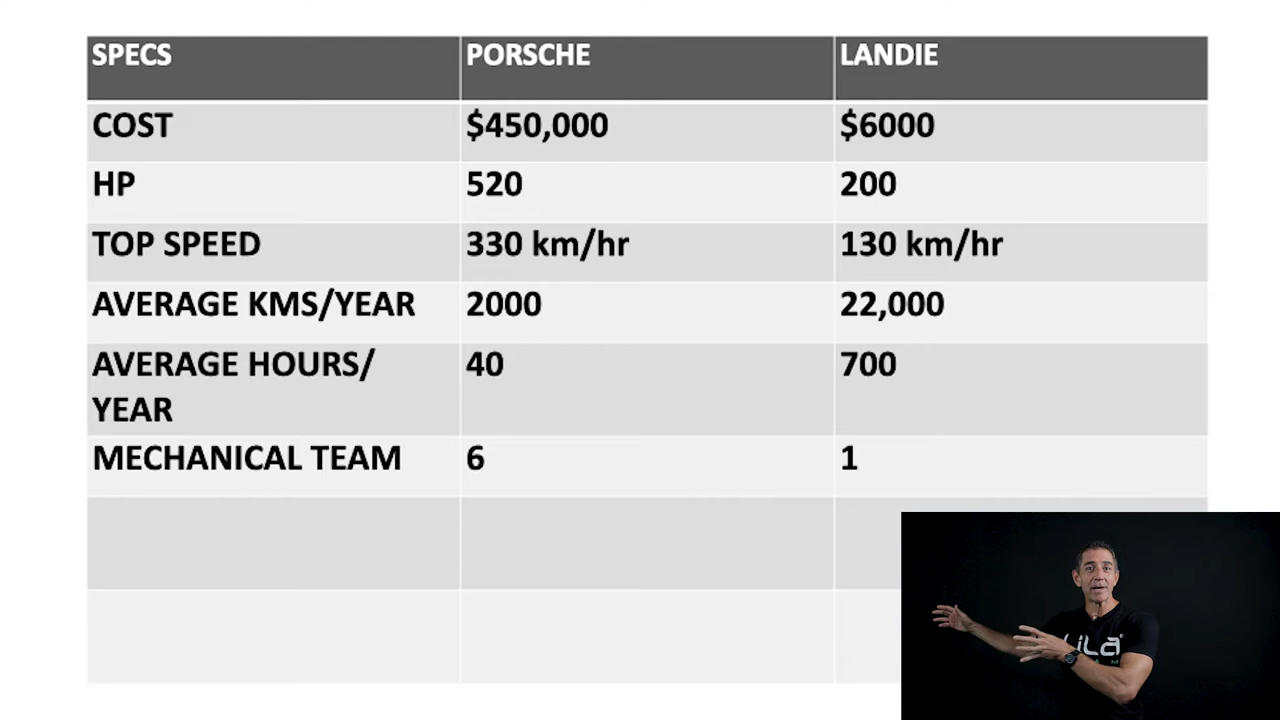 SPECS PORSCHE LANDIE
COST $450,000 $6000
HP 520 200
TOP SPEED 330 km/hr 130 km/hr
AVERAGE KMS/YEAR 2000 22,000
AVERAGE HOURS/ 40 700
YEAR
MECHANICAL TEAM 6 1